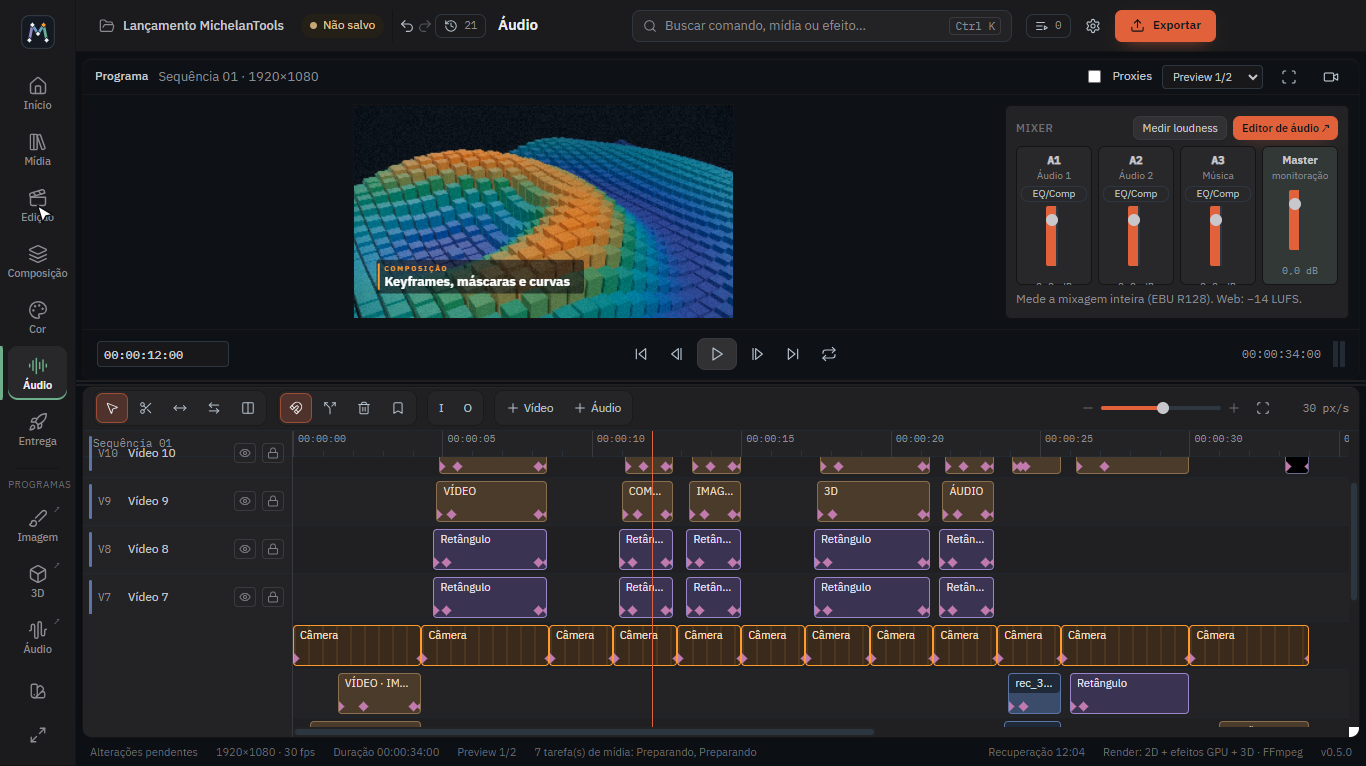 Lançamento MichelanTools
Não salvo
21
Áudio
Buscar comando, mídia ou efeito...
Ctrl K
0
Exportar
Início
Mídia
Edição
Composição
Cor
Áudio
Entrega
PROGRAMAS
Imagem
3D
Áudio
Programa
Sequência 01 · 1920×1080
Proxies
Preview 1/2
COMPOSIÇÃO
Keyframes, máscaras e curvas
MIXER
Medir loudness
Editor de áudio ↗
A1
A2
A3
Master
Áudio 1
Áudio 2
Música
monitoração
EQ/Comp
EQ/Comp
EQ/Comp
0,0 dB
Mede a mixagem inteira (EBU R128). Web: −14 LUFS.
00:00:12:00
00:00:34:00
I
O
+ Vídeo
+ Áudio
30 px/s
Sequência 01
00:00:00
00:00:05
00:00:10
00:00:15
00:00:20
00:00:25
00:00:30
V10 Vídeo 10
V9 Vídeo 9
VÍDEO
COM...
IMAG...
3D
ÁUDIO
V8 Vídeo 8
Retângulo
Retân...
Retân...
Retângulo
Retân...
V7 Vídeo 7
Retângulo
Retân...
Retân...
Retângulo
Retân...
Câmera
Câmera
Câmera
Câmera
Câmera
Câmera
Câmera
Câmera
Câmera
Câmera
Câmera
Câmera
VÍDEO · IM...
rec_3...
Retângulo
Alterações pendentes
1920×1080 · 30 fps
Duração 00:00:34:00
Preview 1/2
7 tarefa(s) de mídia: Preparando, Preparando
Recuperação 12:04
Render: 2D + efeitos GPU + 3D · FFmpeg
v0.5.0